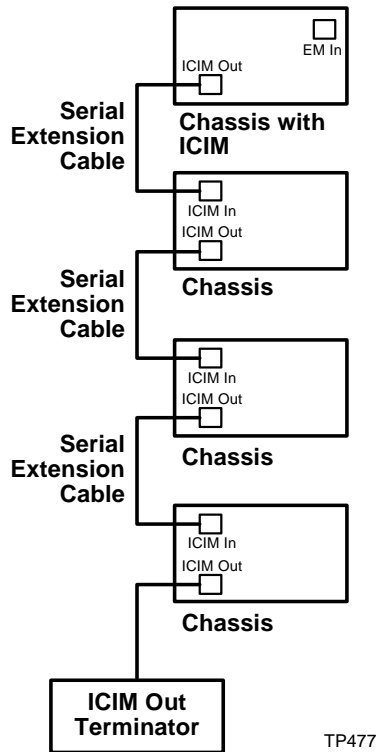 EM In
ICIM Out
Serial
Extension
Cable
Chassis with
ICIM
ICIM In
ICIM Out
Serial
Extension
Cable
Chassis
ICIM In
ICIM Out
Serial
Extension
Cable
Chassis
ICIM In
ICIM Out
Chassis
ICIM Out
Terminator
TP477